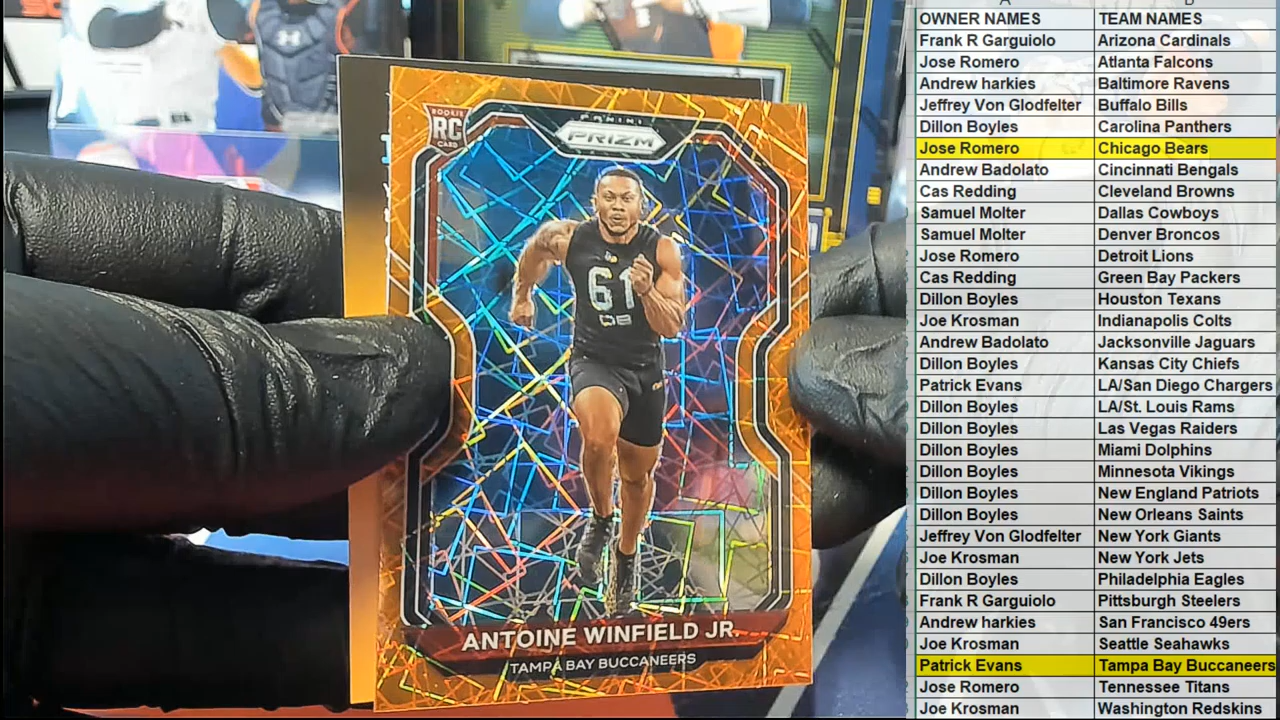 ROOKIE
RC
CARD
PANINI
PRIZM
61
DB
ANTOINE WINFIELD JR.
TAMPA BAY BUCCANEERS
OWNER NAMES TEAM NAMES
Frank R Garguiolo Arizona Cardinals
Jose Romero Atlanta Falcons
Andrew harkies Baltimore Ravens
Jeffrey Von Glodfelter Buffalo Bills
Dillon Boyles Carolina Panthers
Jose Romero Chicago Bears
Andrew Badolato Cincinnati Bengals
Cas Redding Cleveland Browns
Samuel Molter Dallas Cowboys
Samuel Molter Denver Broncos
Jose Romero Detroit Lions
Cas Redding Green Bay Packers
Dillon Boyles Houston Texans
Joe Krosman Indianapolis Colts
Andrew Badolato Jacksonville Jaguars
Dillon Boyles Kansas City Chiefs
Patrick Evans LA/San Diego Chargers
Dillon Boyles LA/St. Louis Rams
Dillon Boyles Las Vegas Raiders
Dillon Boyles Miami Dolphins
Dillon Boyles Minnesota Vikings
Dillon Boyles New England Patriots
Dillon Boyles New Orleans Saints
Jeffrey Von Glodfelter New York Giants
Joe Krosman New York Jets
Dillon Boyles Philadelphia Eagles
Frank R Garguiolo Pittsburgh Steelers
Andrew harkies San Francisco 49ers
Joe Krosman Seattle Seahawks
Patrick Evans Tampa Bay Buccaneers
Jose Romero Tennessee Titans
Joe Krosman Washington Redskins